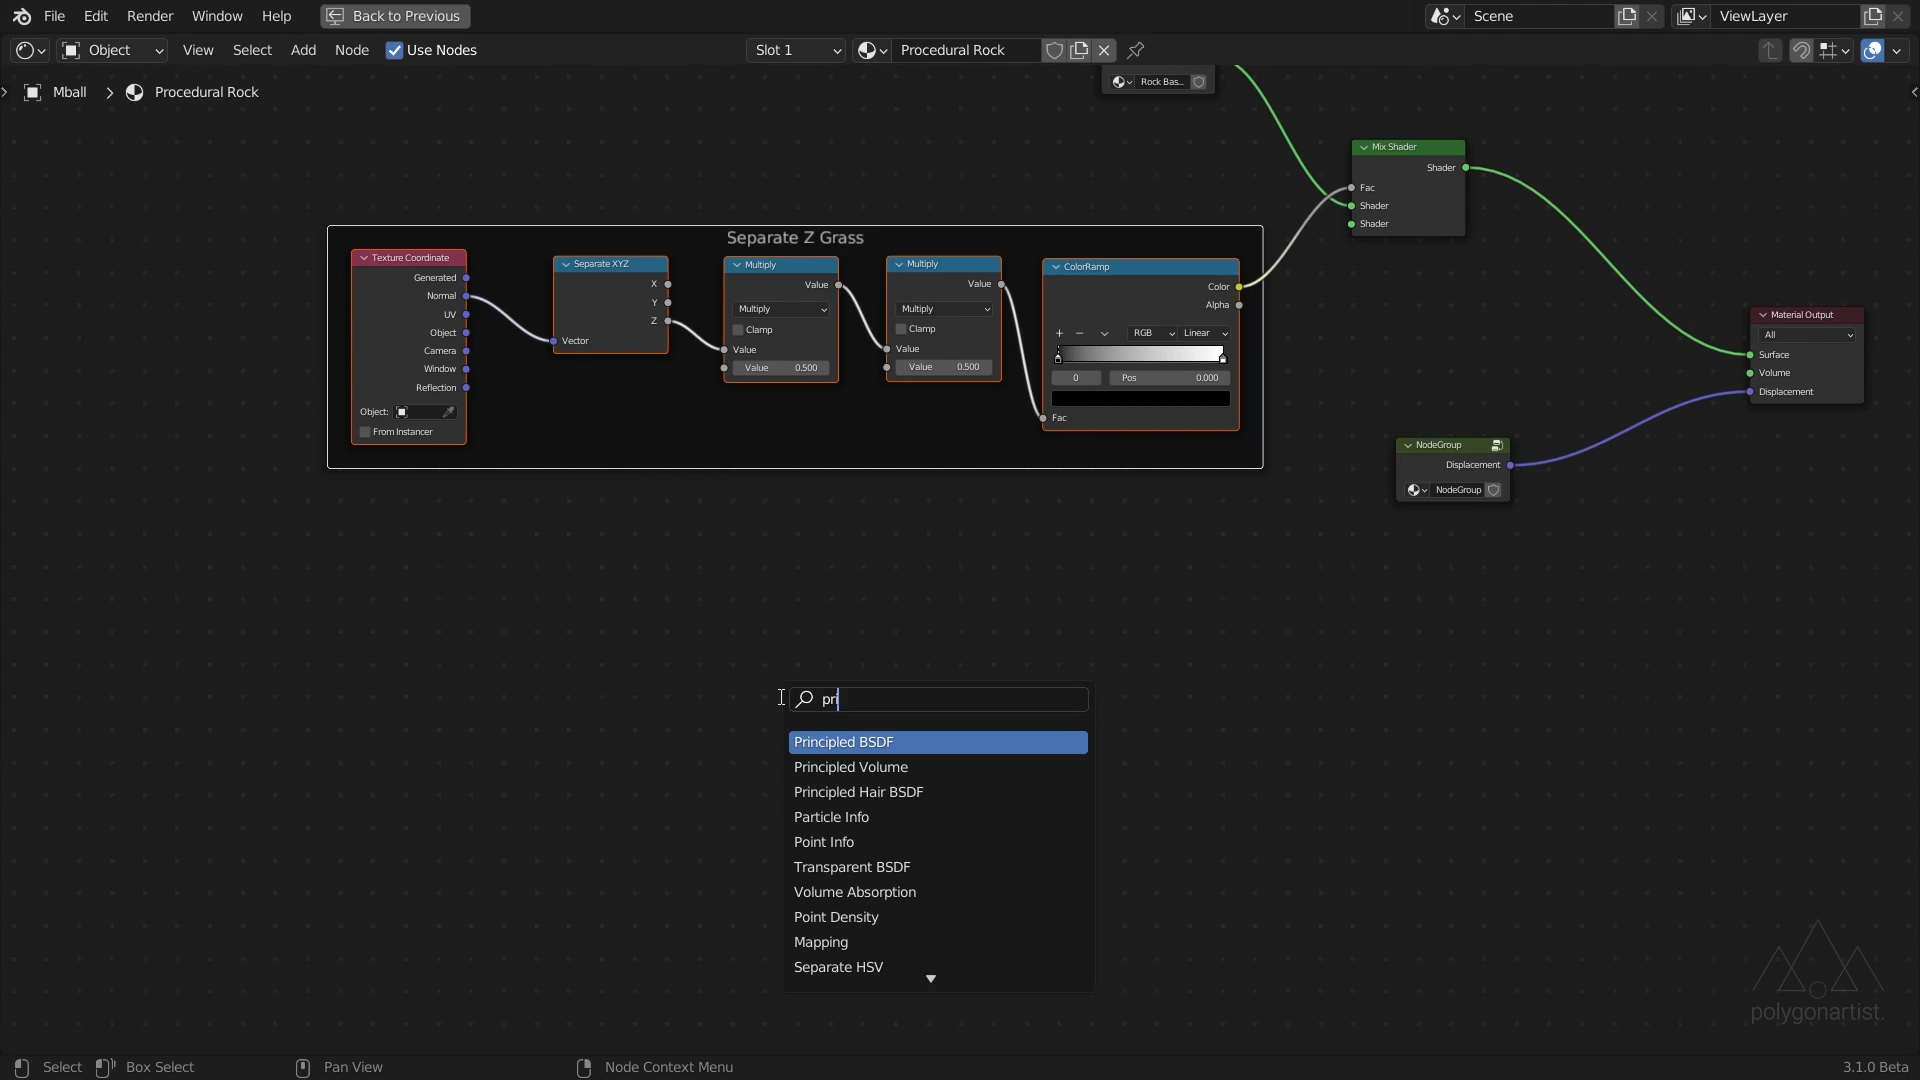 File Edit Render Window Help Back to Previous Scene ViewLayer
Object View Select Add Node Use Nodes Slot 1 Procedural Rock
Mball Procedural Rock
Rock Bas...
Mix Shader
Shader
Fac
Shader
Shader
Separate Z Grass
Texture Coordinate
Generated
Normal
UV
Object
Camera
Window
Reflection
Object:
From Instancer
Separate XYZ
X
Y
Z
Vector
Multiply
Value
Multiply
Clamp
Value
Value 0.500
Multiply
Value
Multiply
Clamp
Value
Value 0.500
ColorRamp
Color
Alpha
+ − RGB Linear
0 Pos 0.000
Fac
Material Output
All
Surface
Volume
Displacement
NodeGroup
Displacement
NodeGroup
pri
Principled BSDF
Principled Volume
Principled Hair BSDF
Particle Info
Point Info
Transparent BSDF
Volume Absorption
Point Density
Mapping
Separate HSV
polygonartist.
Select Box Select Pan View Node Context Menu 3.1.0 Beta